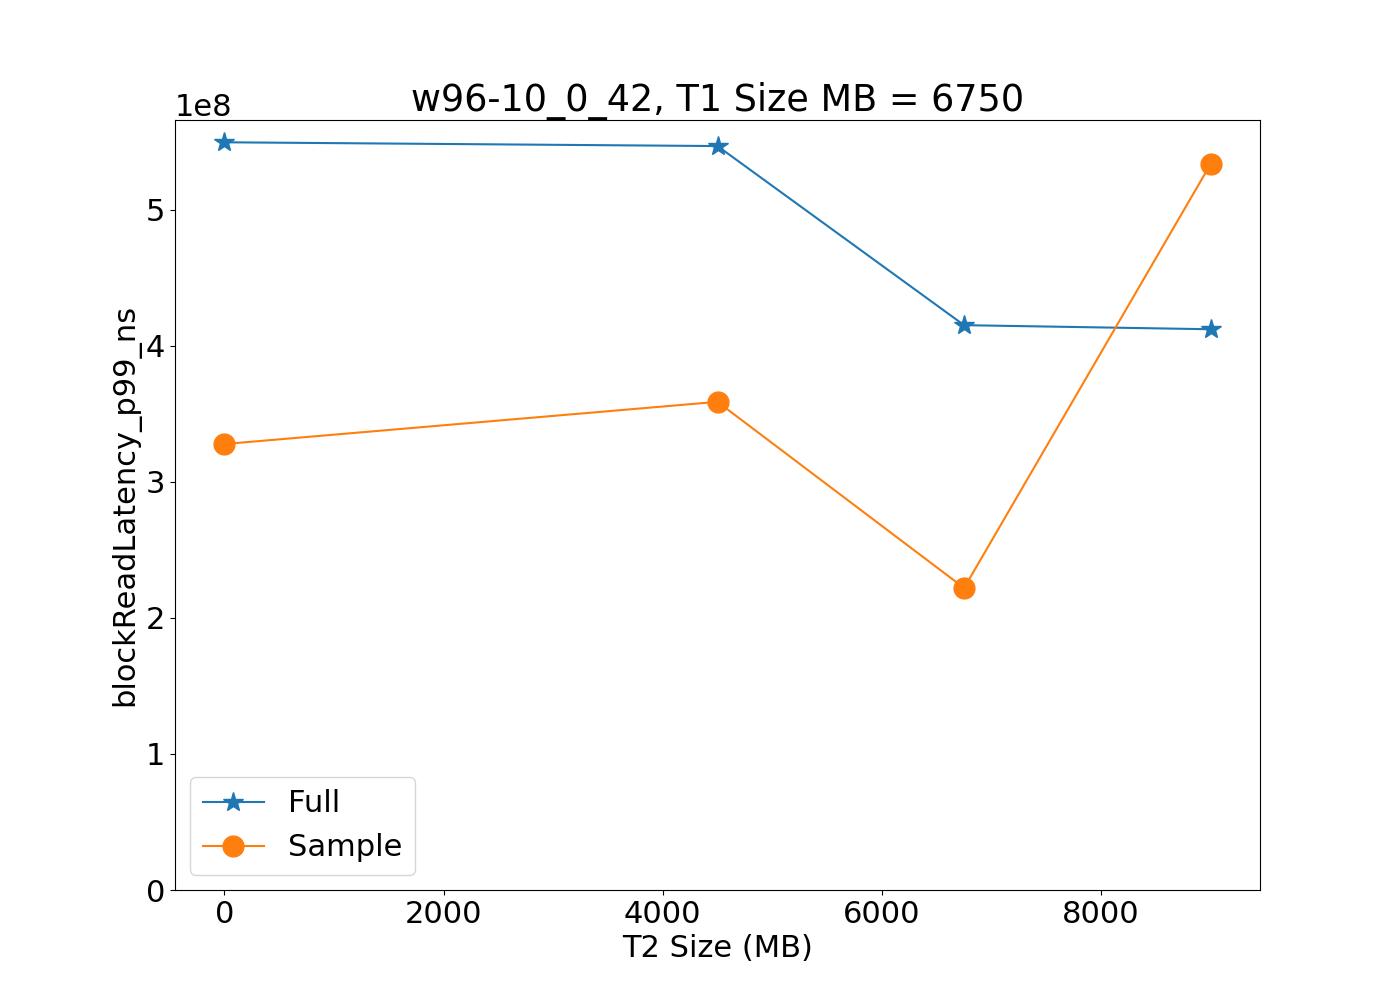 w96-10_0_42, T1 Size MB = 6750
1e8
5
4
3
2
1
0
blockReadLatency_p99_ns
Full
Sample
0 2000 4000 6000 8000
T2 Size (MB)